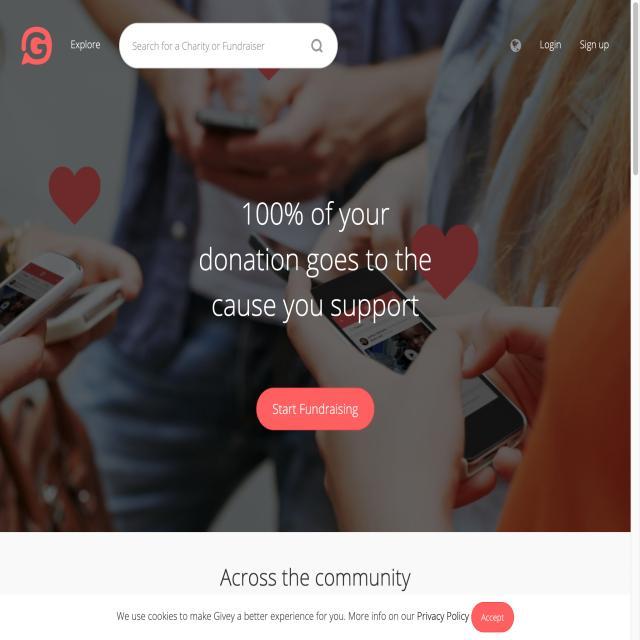 Explore
Search for a Charity or Fundraiser
Login
Sign up
100% of your
donation goes to the
cause you support
Start Fundraising
Across the community
We use cookies to make Givey a better experience for you. More info on our Privacy Policy
Accept